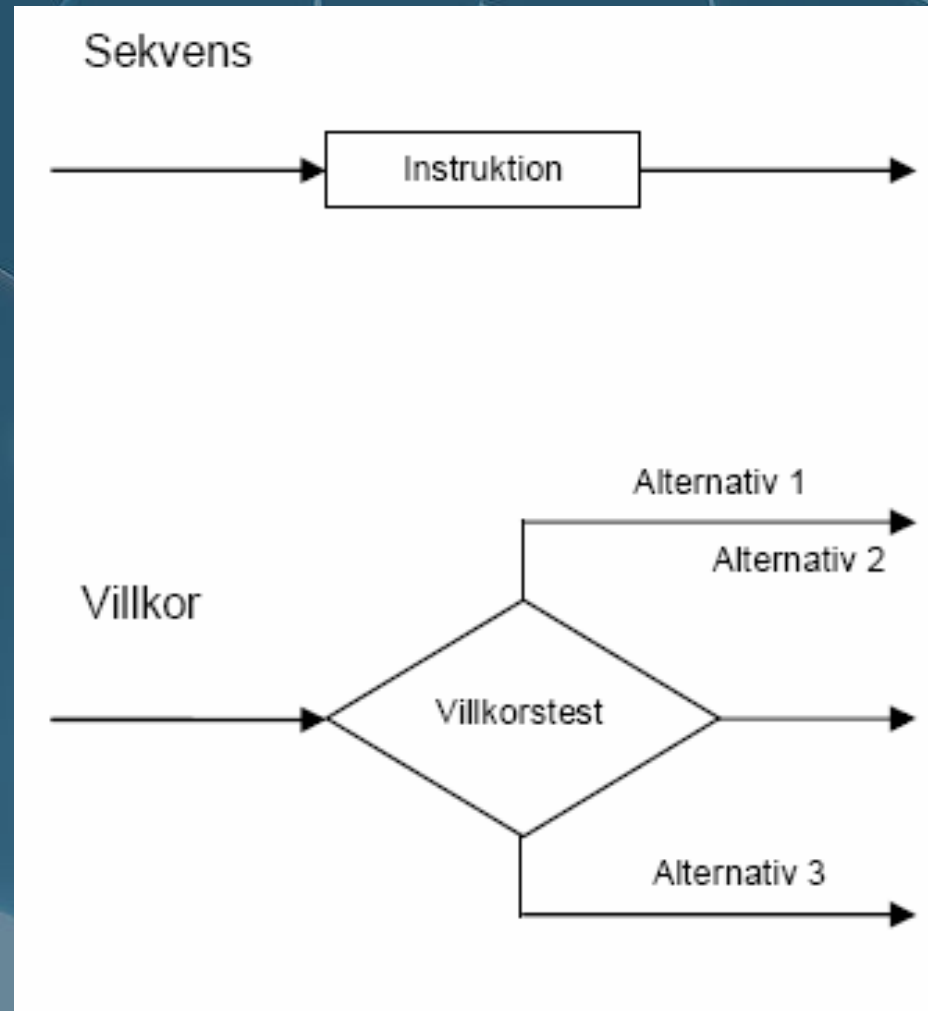 Sekvens
Instruktion
Alternativ 1
Alternativ 2
Villkor
Villkorstest
Alternativ 3